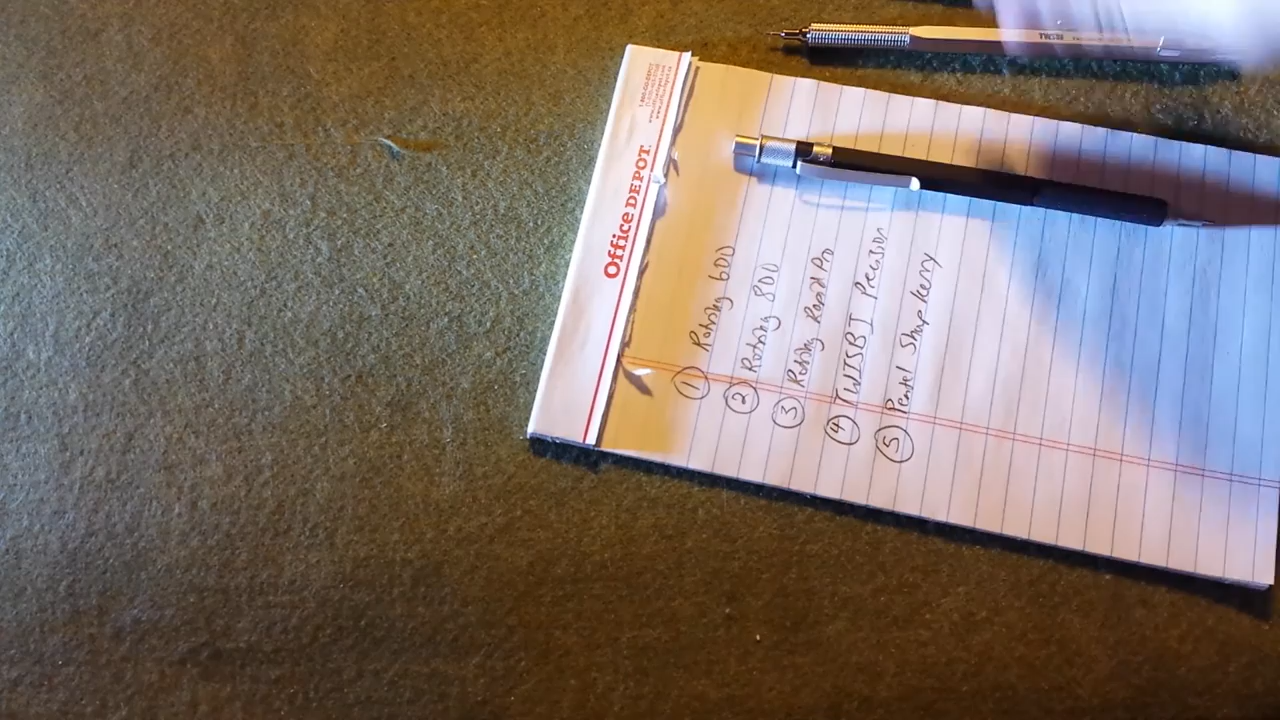 Office DEPOT
1 Rotring 600
2 Rotring 800
3 Rotring Rapid Pro
4 TWISBI Precision
5 Pentel Sharp Kerry
TWSBI